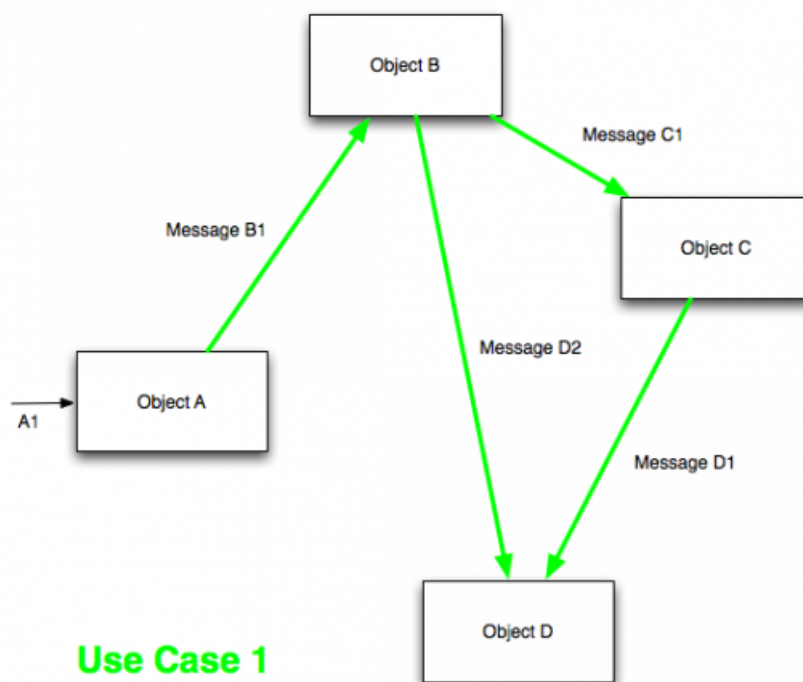 Object B
Message C1
Message B1
Object C
Message D2
Object A
A1
Message D1
Object D
Use Case 1